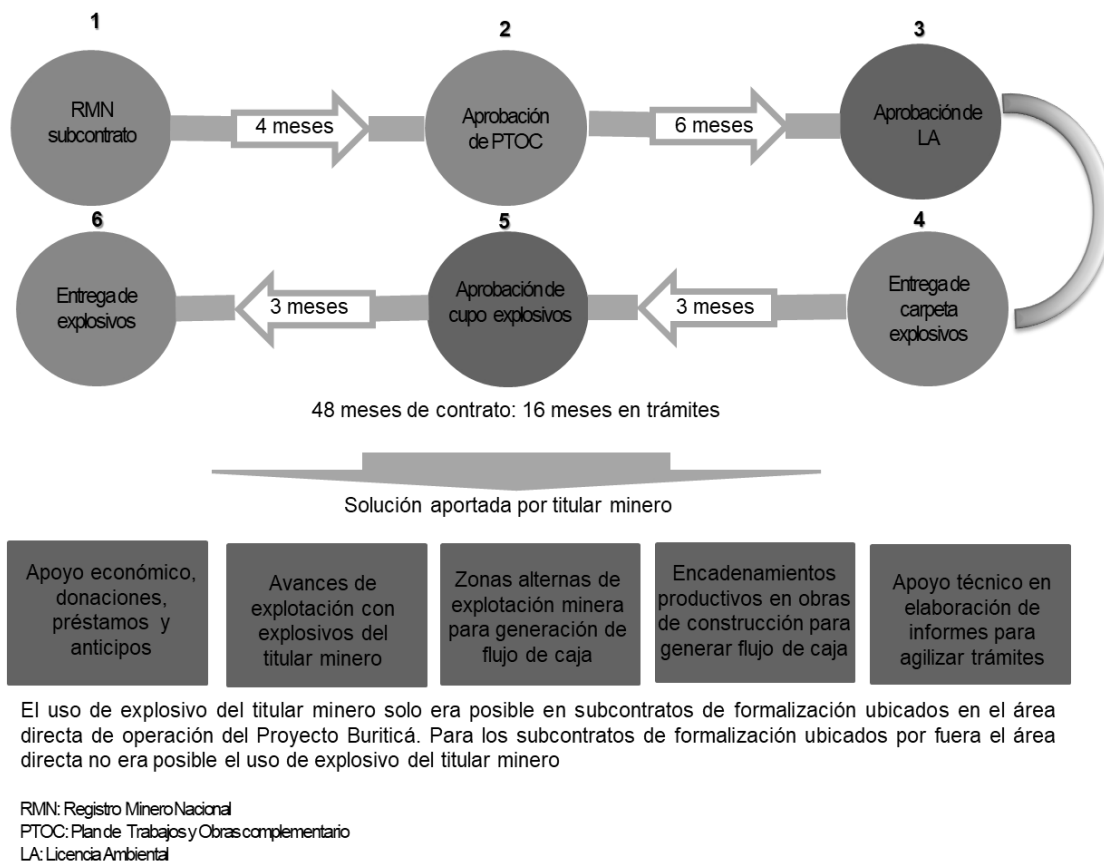 1
RMN
subcontrato
4 meses
2
Aprobación
de PTOC
6 meses
3
Aprobación de
LA
4
Entrega de
carpeta
explosivos
3 meses
5
Aprobación de
cupo explosivos
3 meses
6
Entrega de
explosivos
48 meses de contrato: 16 meses en trámites
Solución aportada por titular minero
Apoyo económico,
donaciones,
préstamos y
anticipos
Avances de
explotación con
explosivos del
titular minero
Zonas alternas de
explotación minera
para generación de
flujo de caja
Encadenamientos
productivos en obras
de construcción para
generar flujo de caja
Apoyo técnico en
elaboración de
informes para
agilizar trámites
El uso de explosivo del titular minero solo era posible en subcontratos de formalización ubicados en el área
directa de operación del Proyecto Buriticá. Para los subcontratos de formalización ubicados por fuera el área
directa no era posible el uso de explosivo del titular minero
RMN: Registro Minero Nacional
PTOC: Plan de Trabajos y Obras complementario
LA: Licencia Ambiental